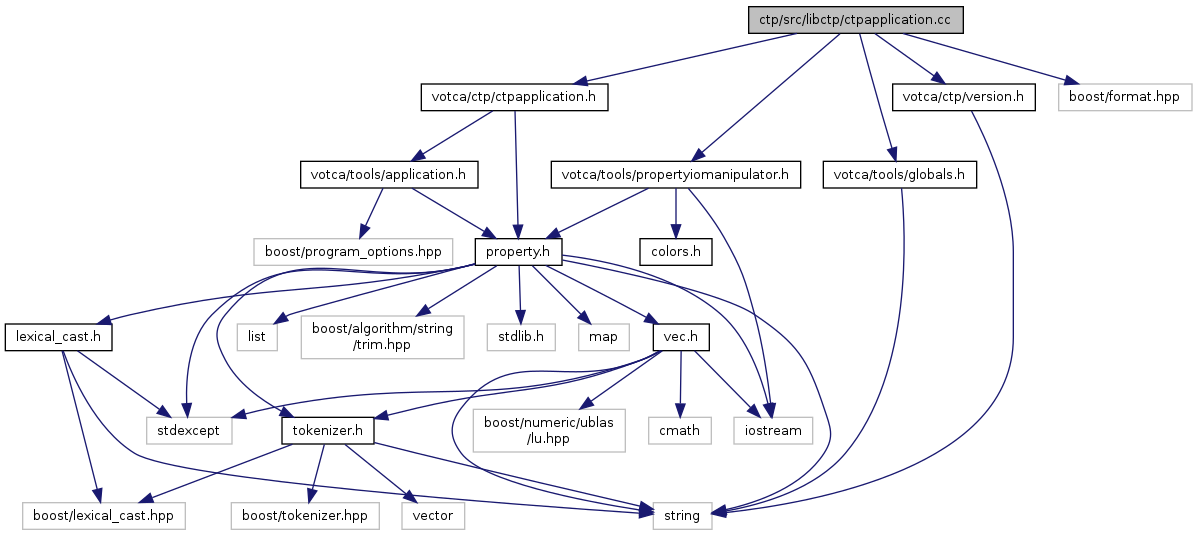 ctp/src/libctp/ctpapplication.cc
votca/ctp/ctpapplication.h
votca/ctp/version.h
boost/format.hpp
votca/tools/application.h
votca/tools/propertyiomanipulator.h
votca/tools/globals.h
boost/program_options.hpp
property.h
colors.h
lexical_cast.h
list
boost/algorithm/string
/trim.hpp
stdlib.h
map
vec.h
stdexcept
tokenizer.h
boost/numeric/ublas
/lu.hpp
cmath
iostream
boost/lexical_cast.hpp
boost/tokenizer.hpp
vector
string